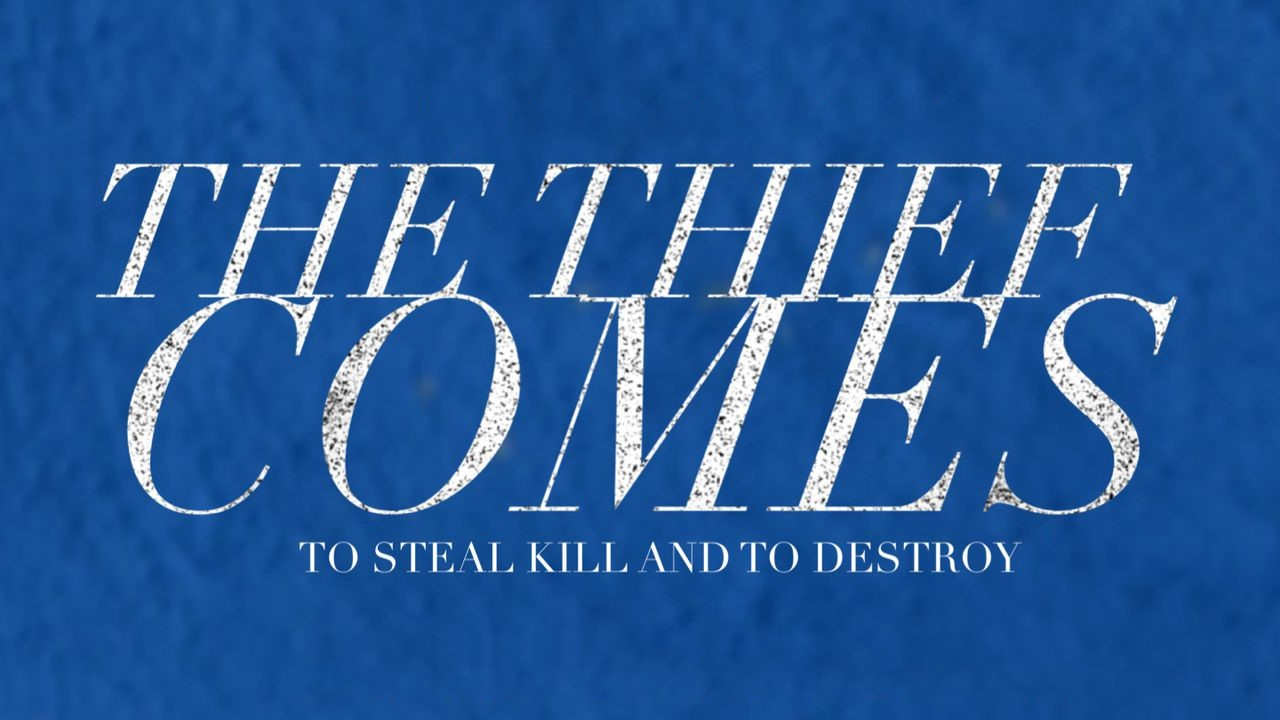 THE THIEF
COMES
TO STEAL KILL AND TO DESTROY